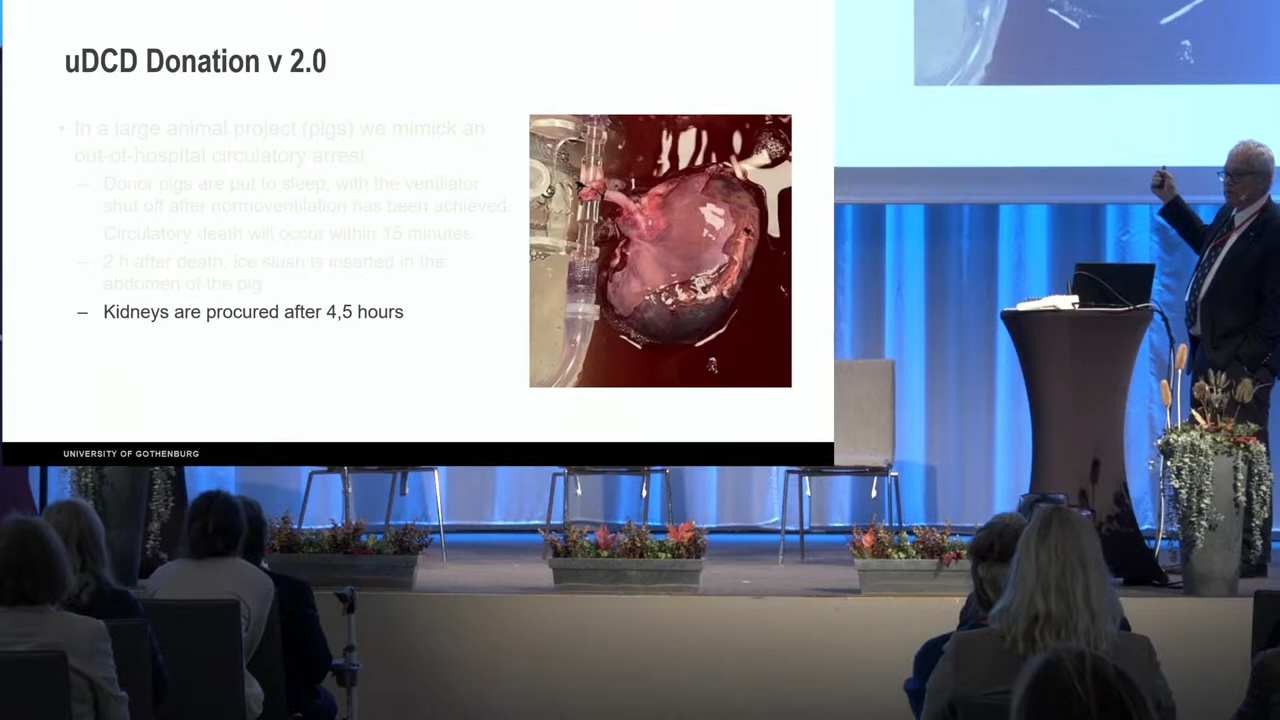 uDCD Donation v 2.0
• In a large animal project (pigs) we mimick an
out-of-hospital circulatory arrest.
– Donor pigs are put to sleep, with the ventilator
shut off after normoventilation has been achieved
Circulatory death will occur within 15 minutes.
– 2 h after death, ice slush is inserted in the
abdomen of the pig.
– Kidneys are procured after 4,5 hours
UNIVERSITY OF GOTHENBURG